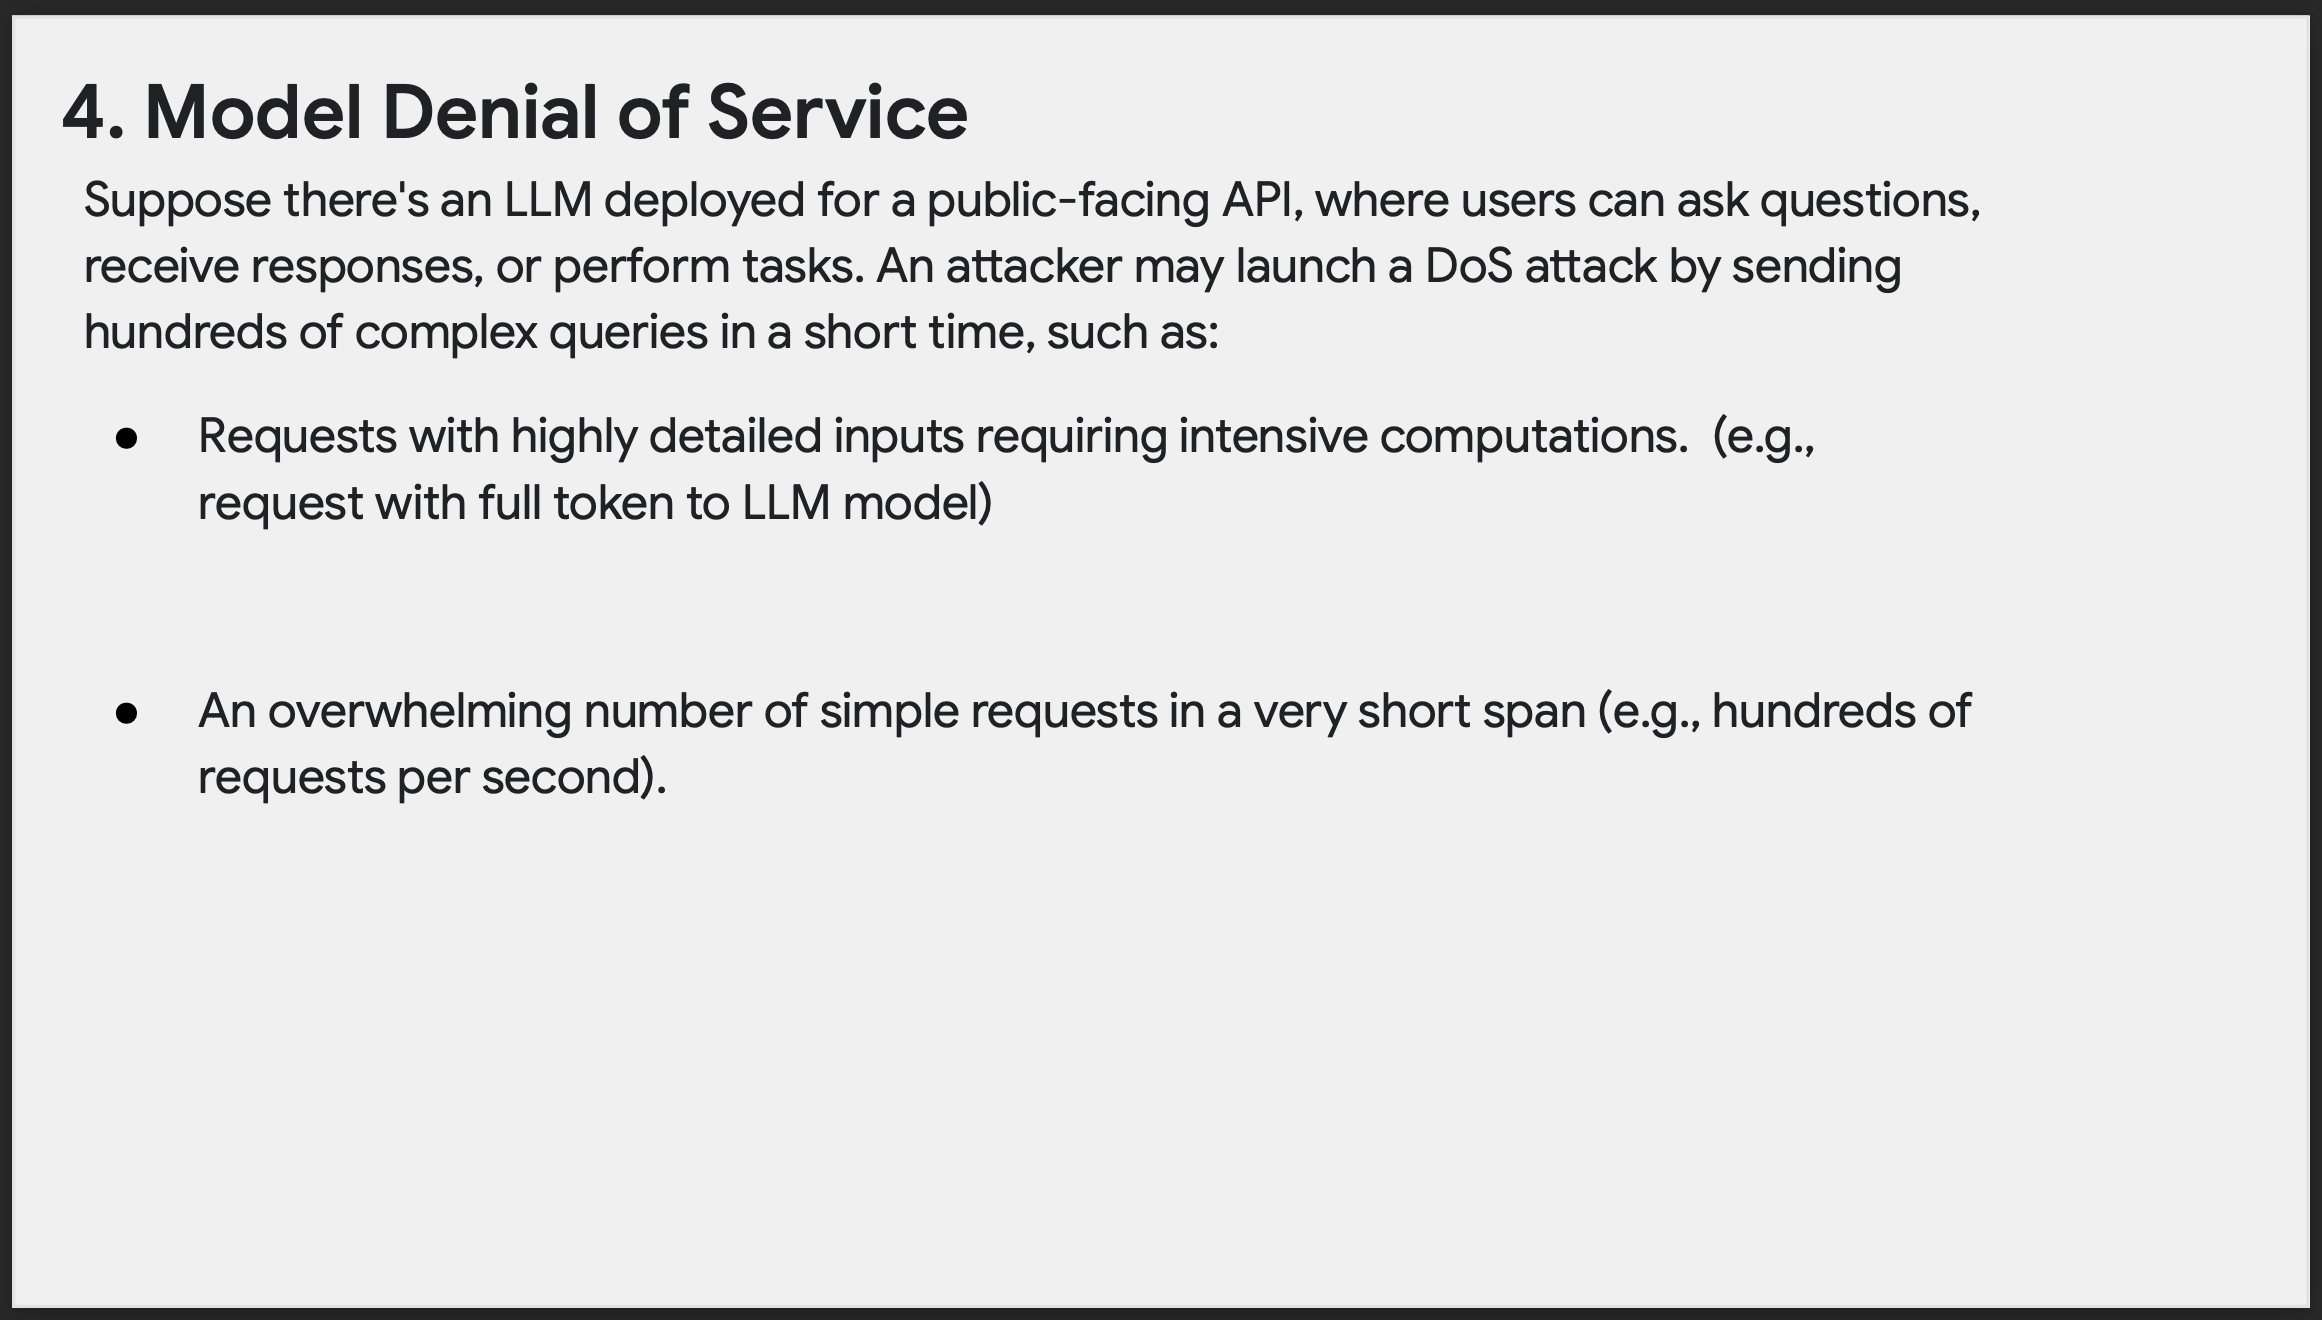 4. Model Denial of Service
Suppose there's an LLM deployed for a public-facing API, where users can ask questions,
receive responses, or perform tasks. An attacker may launch a DoS attack by sending
hundreds of complex queries in a short time, such as:
● Requests with highly detailed inputs requiring intensive computations.  (e.g.,
request with full token to LLM model)
● An overwhelming number of simple requests in a very short span (e.g., hundreds of
requests per second).